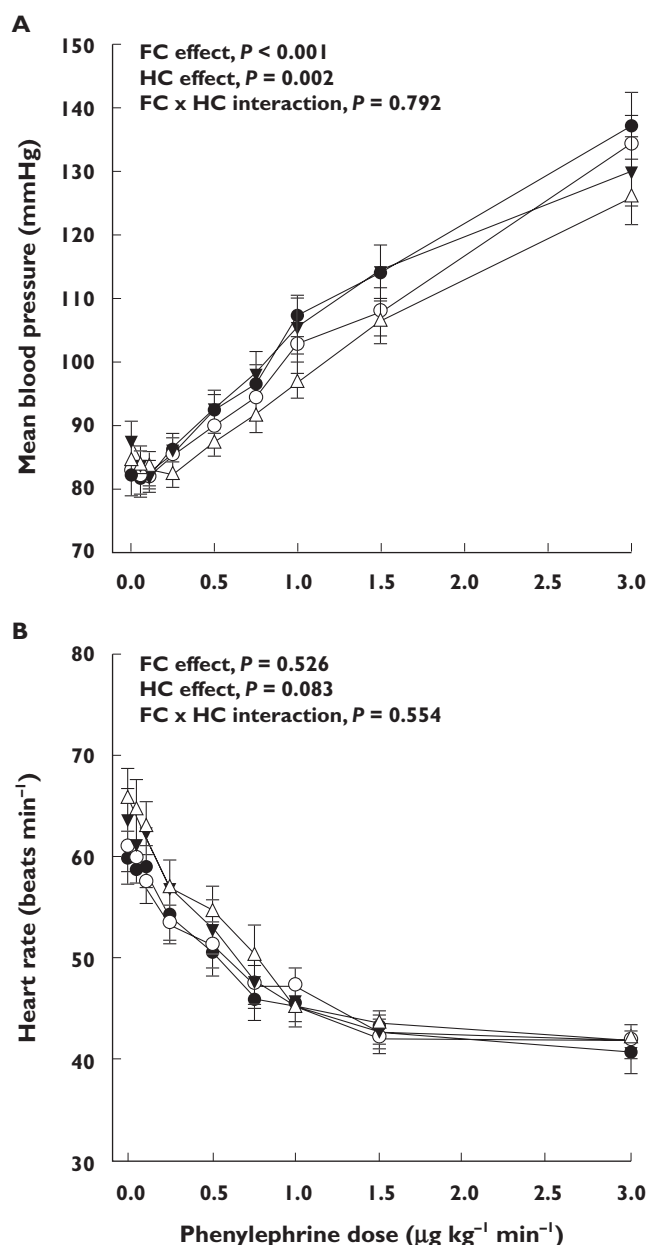 A
FC effect, P < 0.001
HC effect, P = 0.002
FC x HC interaction, P = 0.792
150
140
130
120
110
100
90
80
70
Mean blood pressure (mmHg)
0.0 0.5 1.0 1.5 2.0 2.5 3.0
B
FC effect, P = 0.526
HC effect, P = 0.083
FC x HC interaction, P = 0.554
80
70
60
50
40
30
Heart rate (beats min⁻¹)
0.0 0.5 1.0 1.5 2.0 2.5 3.0
Phenylephrine dose (μg kg⁻¹ min⁻¹)